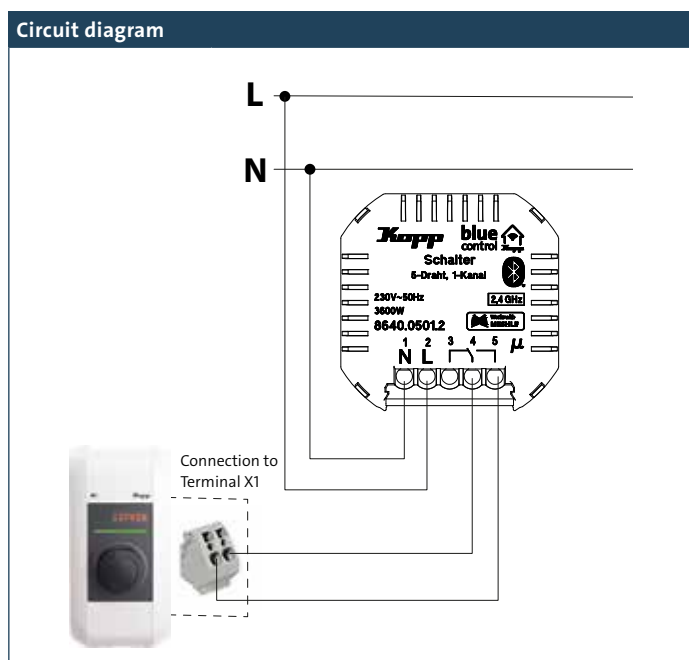 Circuit diagram
L
N
Kopp
blue
control
Schalter
5-Draht, 1-Kanal
230V~50Hz
3600W
2,4 GHz
8640.0501.2
1 2 3 4 5 µ
N L
Connection to
Terminal X1